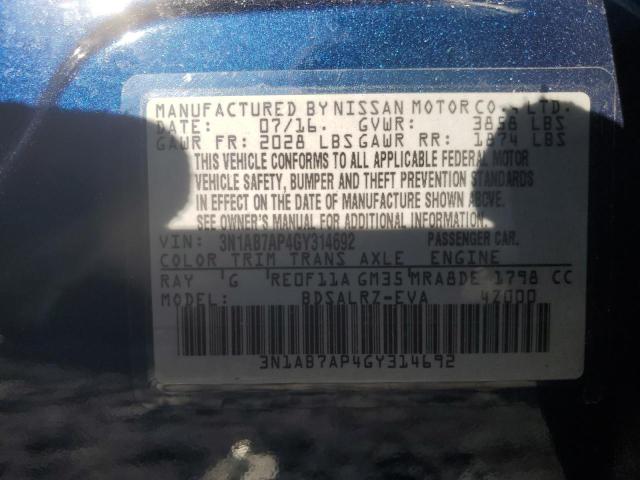 MANUFACTURED BY NISSAN MOTOR CO., LTD.
DATE: 07/16 GVWR: 3858 LBS
GAWR FR: 2028 LBS GAWR RR: 1874 LBS
THIS VEHICLE CONFORMS TO ALL APPLICABLE FEDERAL MOTOR
VEHICLE SAFETY, BUMPER AND THEFT PREVENTION STANDARDS
IN EFFECT ON THE DATE OF MANUFACTURE SHOWN ABOVE.
SEE OWNER'S MANUAL FOR ADDITIONAL INFORMATION.
VIN: 3N1AB7AP4GY314692 PASSENGER CAR.
COLOR TRIM TRANS AXLE ENGINE
RAY G RE0F11A GM35 MRA8DE 1798 CC
MODEL BDSALRZ-EVA 4Z000
3N1AB7AP4GY314692